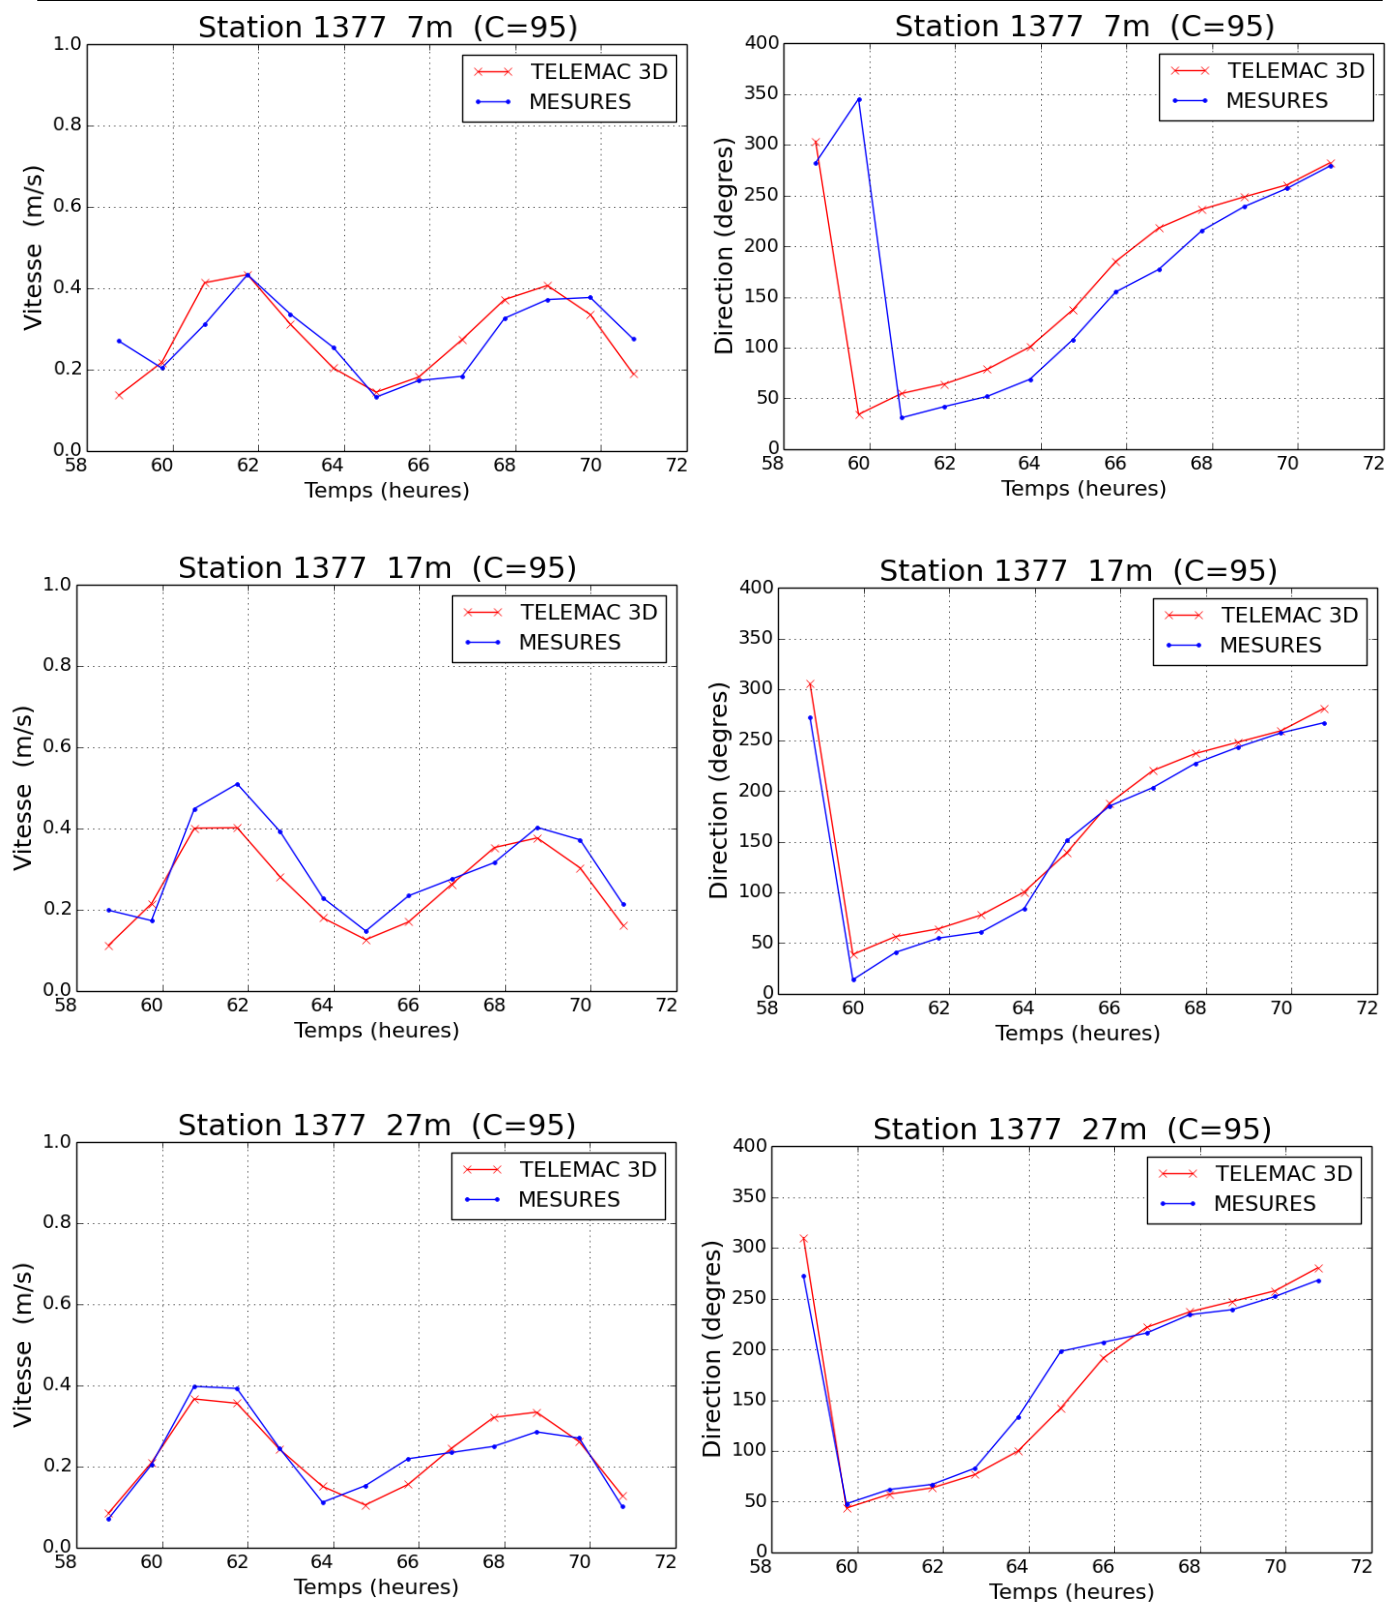 Station 1377  7m  (C=95)
1.0
0.8
0.6
0.4
0.2
0.0
Vitesse  (m/s)
TELEMAC 3D
MESURES
58 60 62 64 66 68 70 72
Temps (heures)
Station 1377  7m  (C=95)
400
350
300
250
200
150
100
50
0
Direction (degres)
TELEMAC 3D
MESURES
58 60 62 64 66 68 70 72
Temps (heures)
Station 1377  17m  (C=95)
1.0
0.8
0.6
0.4
0.2
0.0
Vitesse  (m/s)
TELEMAC 3D
MESURES
58 60 62 64 66 68 70 72
Temps (heures)
Station 1377  17m  (C=95)
400
350
300
250
200
150
100
50
0
Direction (degres)
TELEMAC 3D
MESURES
58 60 62 64 66 68 70 72
Temps (heures)
Station 1377  27m  (C=95)
1.0
0.8
0.6
0.4
0.2
0.0
Vitesse  (m/s)
TELEMAC 3D
MESURES
58 60 62 64 66 68 70 72
Temps (heures)
Station 1377  27m  (C=95)
400
350
300
250
200
150
100
50
0
Direction (degres)
TELEMAC 3D
MESURES
58 60 62 64 66 68 70 72
Temps (heures)